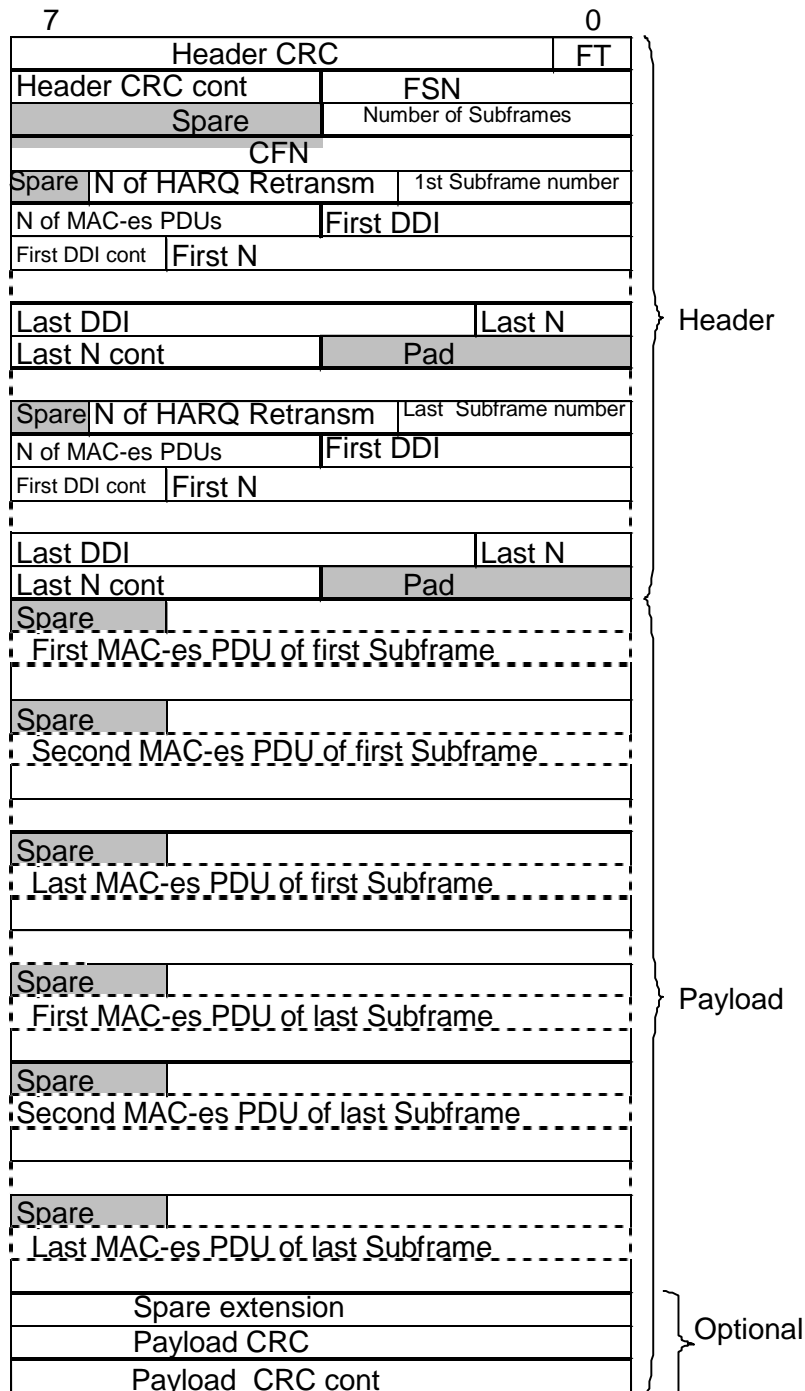 7 0
Header CRC FT
Header CRC cont FSN
Spare Number of Subframes
CFN
Spare N of HARQ Retransm 1st Subframe number
N of MAC-es PDUs First DDI
First DDI cont First N
Last DDI Last N
Header
Last N cont Pad
Spare N of HARQ Retransm Last Subframe number
N of MAC-es PDUs First DDI
First DDI cont First N
Last DDI Last N
Last N cont Pad
Spare
First MAC-es PDU of first Subframe
Spare
Second MAC-es PDU of first Subframe
Spare
Last MAC-es PDU of first Subframe
Spare
Payload
First MAC-es PDU of last Subframe
Spare
Second MAC-es PDU of last Subframe
Spare
Last MAC-es PDU of last Subframe
Spare extension
Optional
Payload CRC
Payload CRC cont